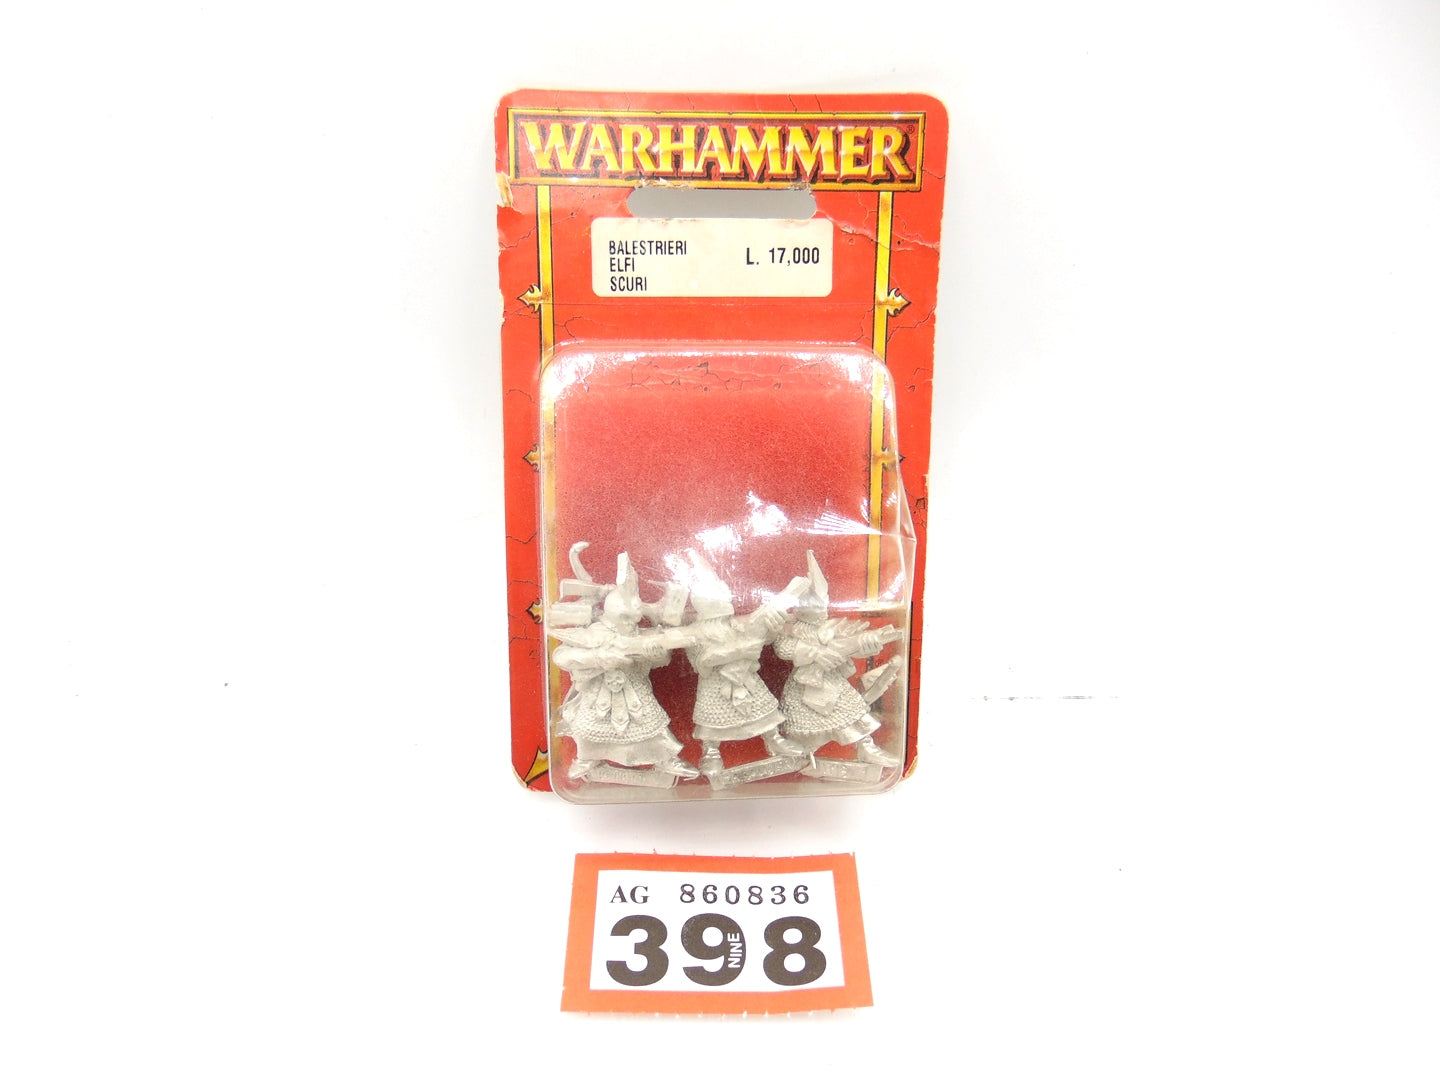 WARHAMMER®
BALESTRIERI
ELFI
SCURI
L. 17,000
AG 860836
398
NINE